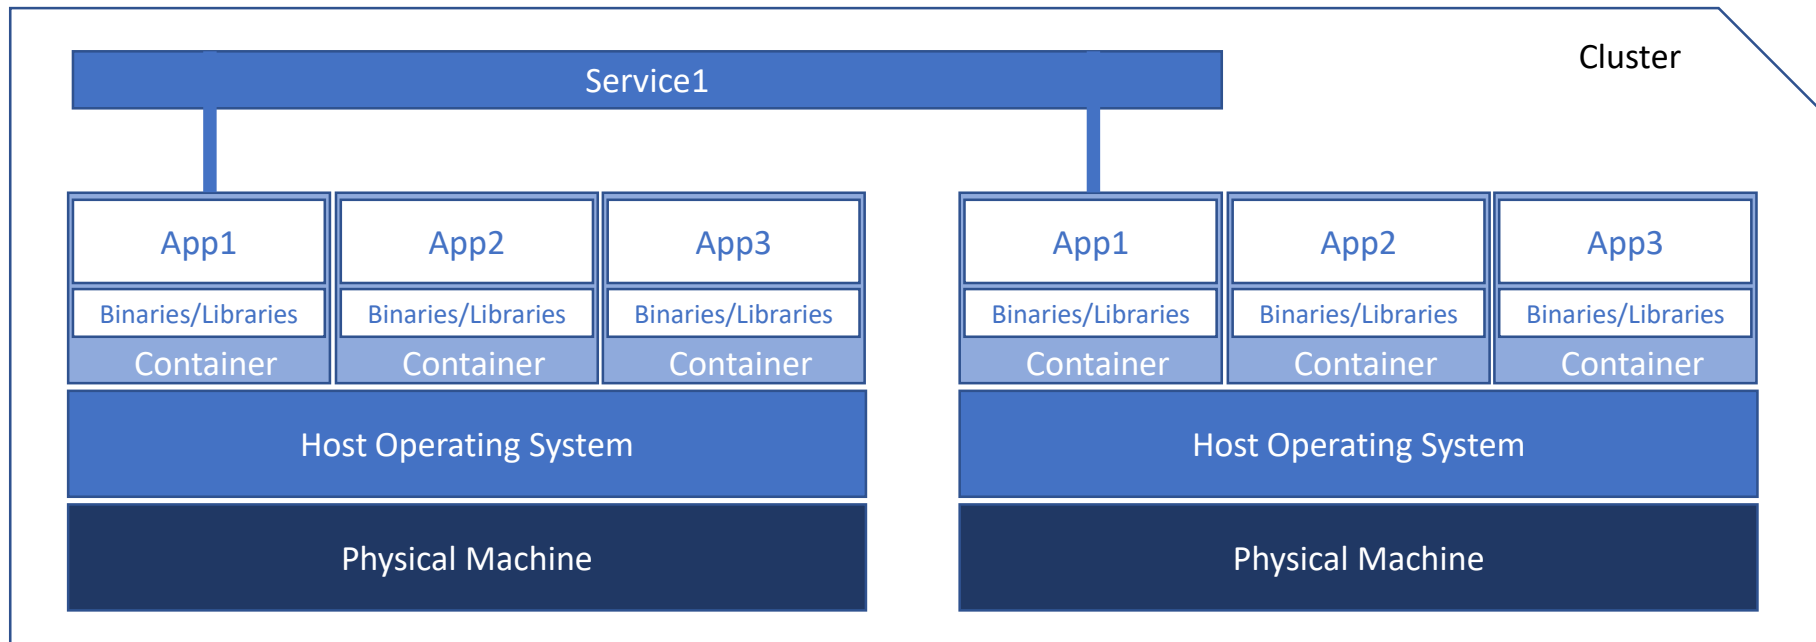 Cluster
Service1
App1 App2 App3 App1 App2 App3
Binaries/Libraries Binaries/Libraries Binaries/Libraries Binaries/Libraries Binaries/Libraries Binaries/Libraries
Container Container Container Container Container Container
Host Operating System Host Operating System
Physical Machine Physical Machine